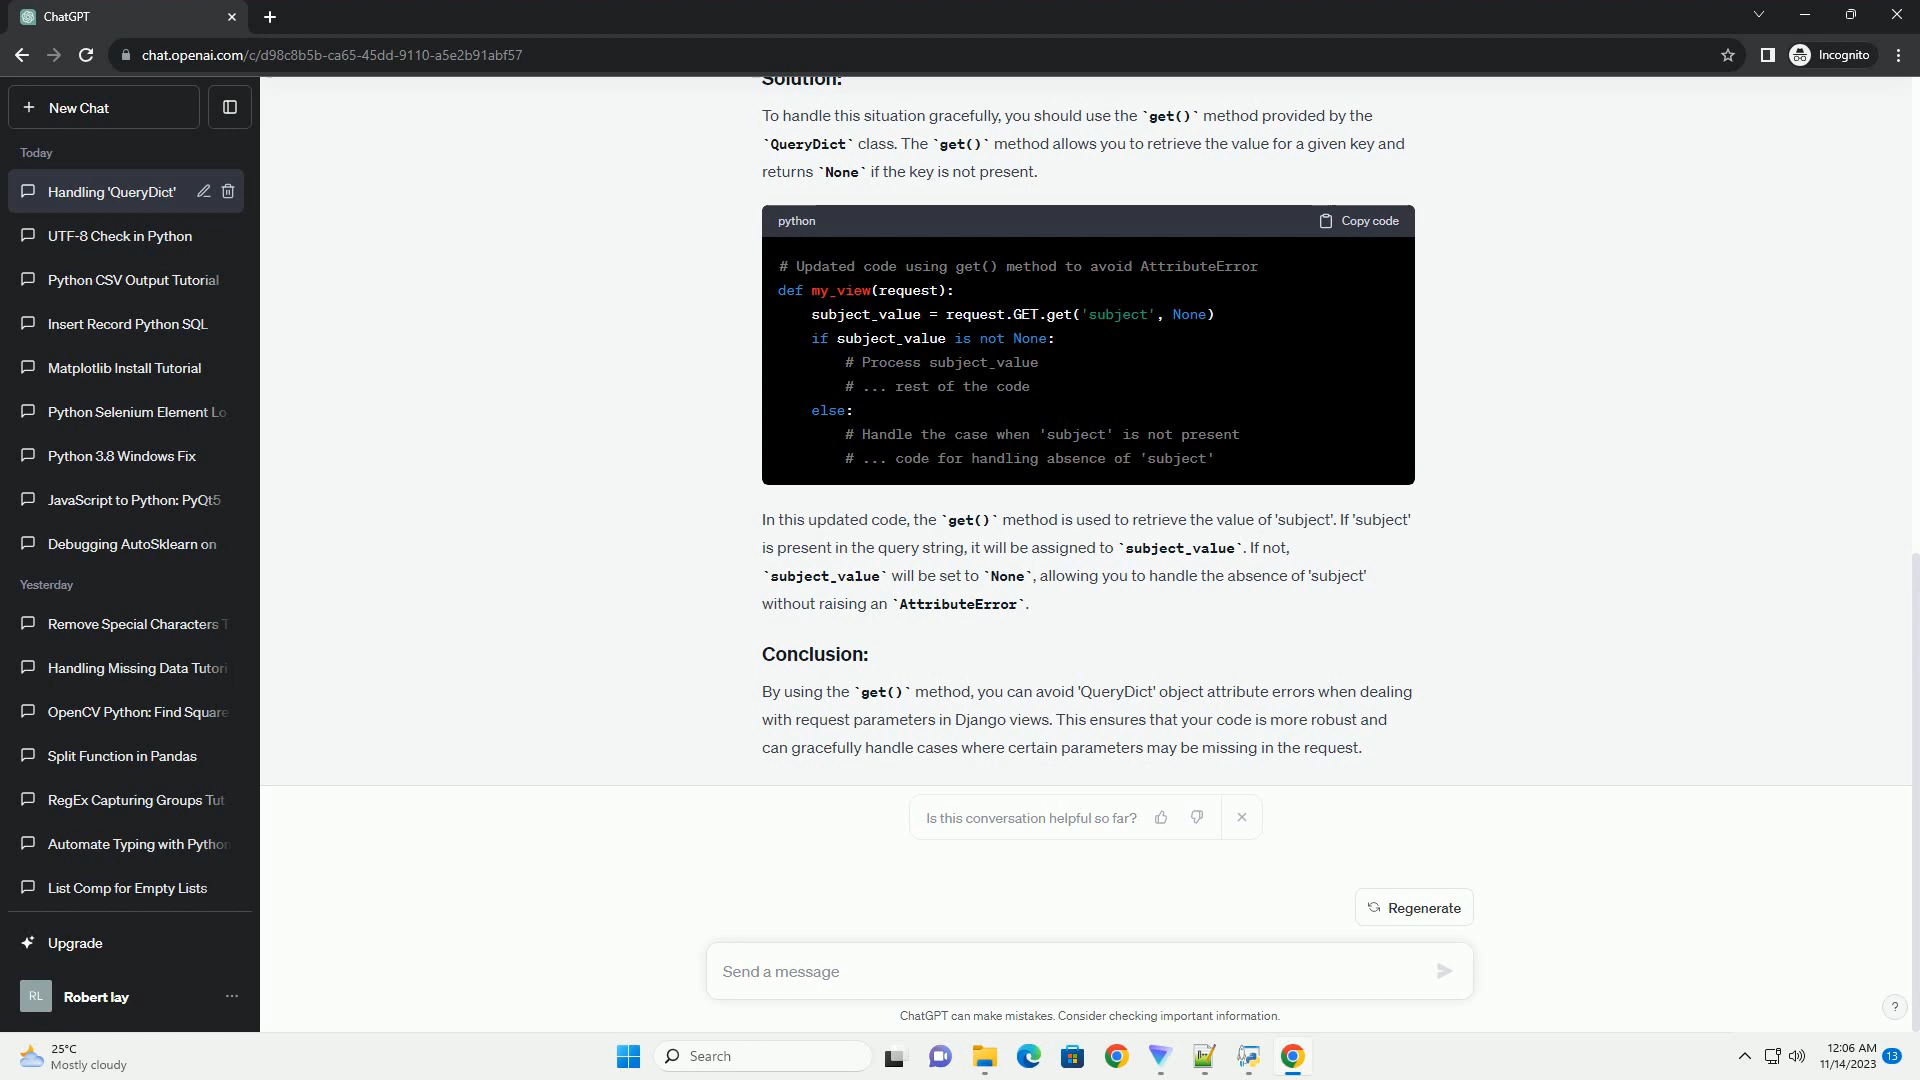 ChatGPT
chat.openai.com/c/d98c8b5b-ca65-45dd-9110-a5e2b91abf57
Incognito
New Chat
Today
Handling 'QueryDict'
UTF-8 Check in Python
Python CSV Output Tutorial
Insert Record Python SQL
Matplotlib Install Tutorial
Python Selenium Element Lo
Python 3.8 Windows Fix
JavaScript to Python: PyQt5
Debugging AutoSklearn on
Yesterday
Remove Special Characters T
Handling Missing Data Tutori
OpenCV Python: Find Square
Split Function in Pandas
RegEx Capturing Groups Tut
Automate Typing with Python
List Comp for Empty Lists
Upgrade
RL Robert lay
Solution:
To handle this situation gracefully, you should use the `get()` method provided by the
`QueryDict` class. The `get()` method allows you to retrieve the value for a given key and
returns `None` if the key is not present.
python Copy code
# Updated code using get() method to avoid AttributeError
def my_view(request):
subject_value = request.GET.get('subject', None)
if subject_value is not None:
# Process subject_value
# ... rest of the code
else:
# Handle the case when 'subject' is not present
# ... code for handling absence of 'subject'
In this updated code, the `get()` method is used to retrieve the value of 'subject'. If 'subject'
is present in the query string, it will be assigned to `subject_value`. If not,
`subject_value` will be set to `None`, allowing you to handle the absence of 'subject'
without raising an `AttributeError`.
Conclusion:
By using the `get()` method, you can avoid 'QueryDict' object attribute errors when dealing
with request parameters in Django views. This ensures that your code is more robust and
can gracefully handle cases where certain parameters may be missing in the request.
Is this conversation helpful so far?
Regenerate
Send a message
ChatGPT can make mistakes. Consider checking important information.
?
25°C
Mostly cloudy
Search
12:06 AM
11/14/2023
13